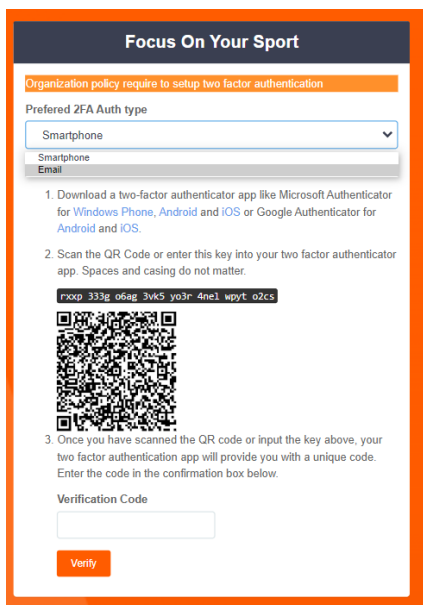 Focus On Your Sport
Organization policy require to setup two factor authentication
Prefered 2FA Auth type
Smartphone
Smartphone
Email
1. Download a two-factor authenticator app like Microsoft Authenticator
for Windows Phone, Android and iOS or Google Authenticator for
Android and iOS.
2. Scan the QR Code or enter this key into your two factor authenticator
app. Spaces and casing do not matter.
rxxp 333g o6ag 3vk5 yo3r 4nel wpyt o2cs
3. Once you have scanned the QR code or input the key above, your
two factor authentication app will provide you with a unique code.
Enter the code in the confirmation box below.
Verification Code
Verify